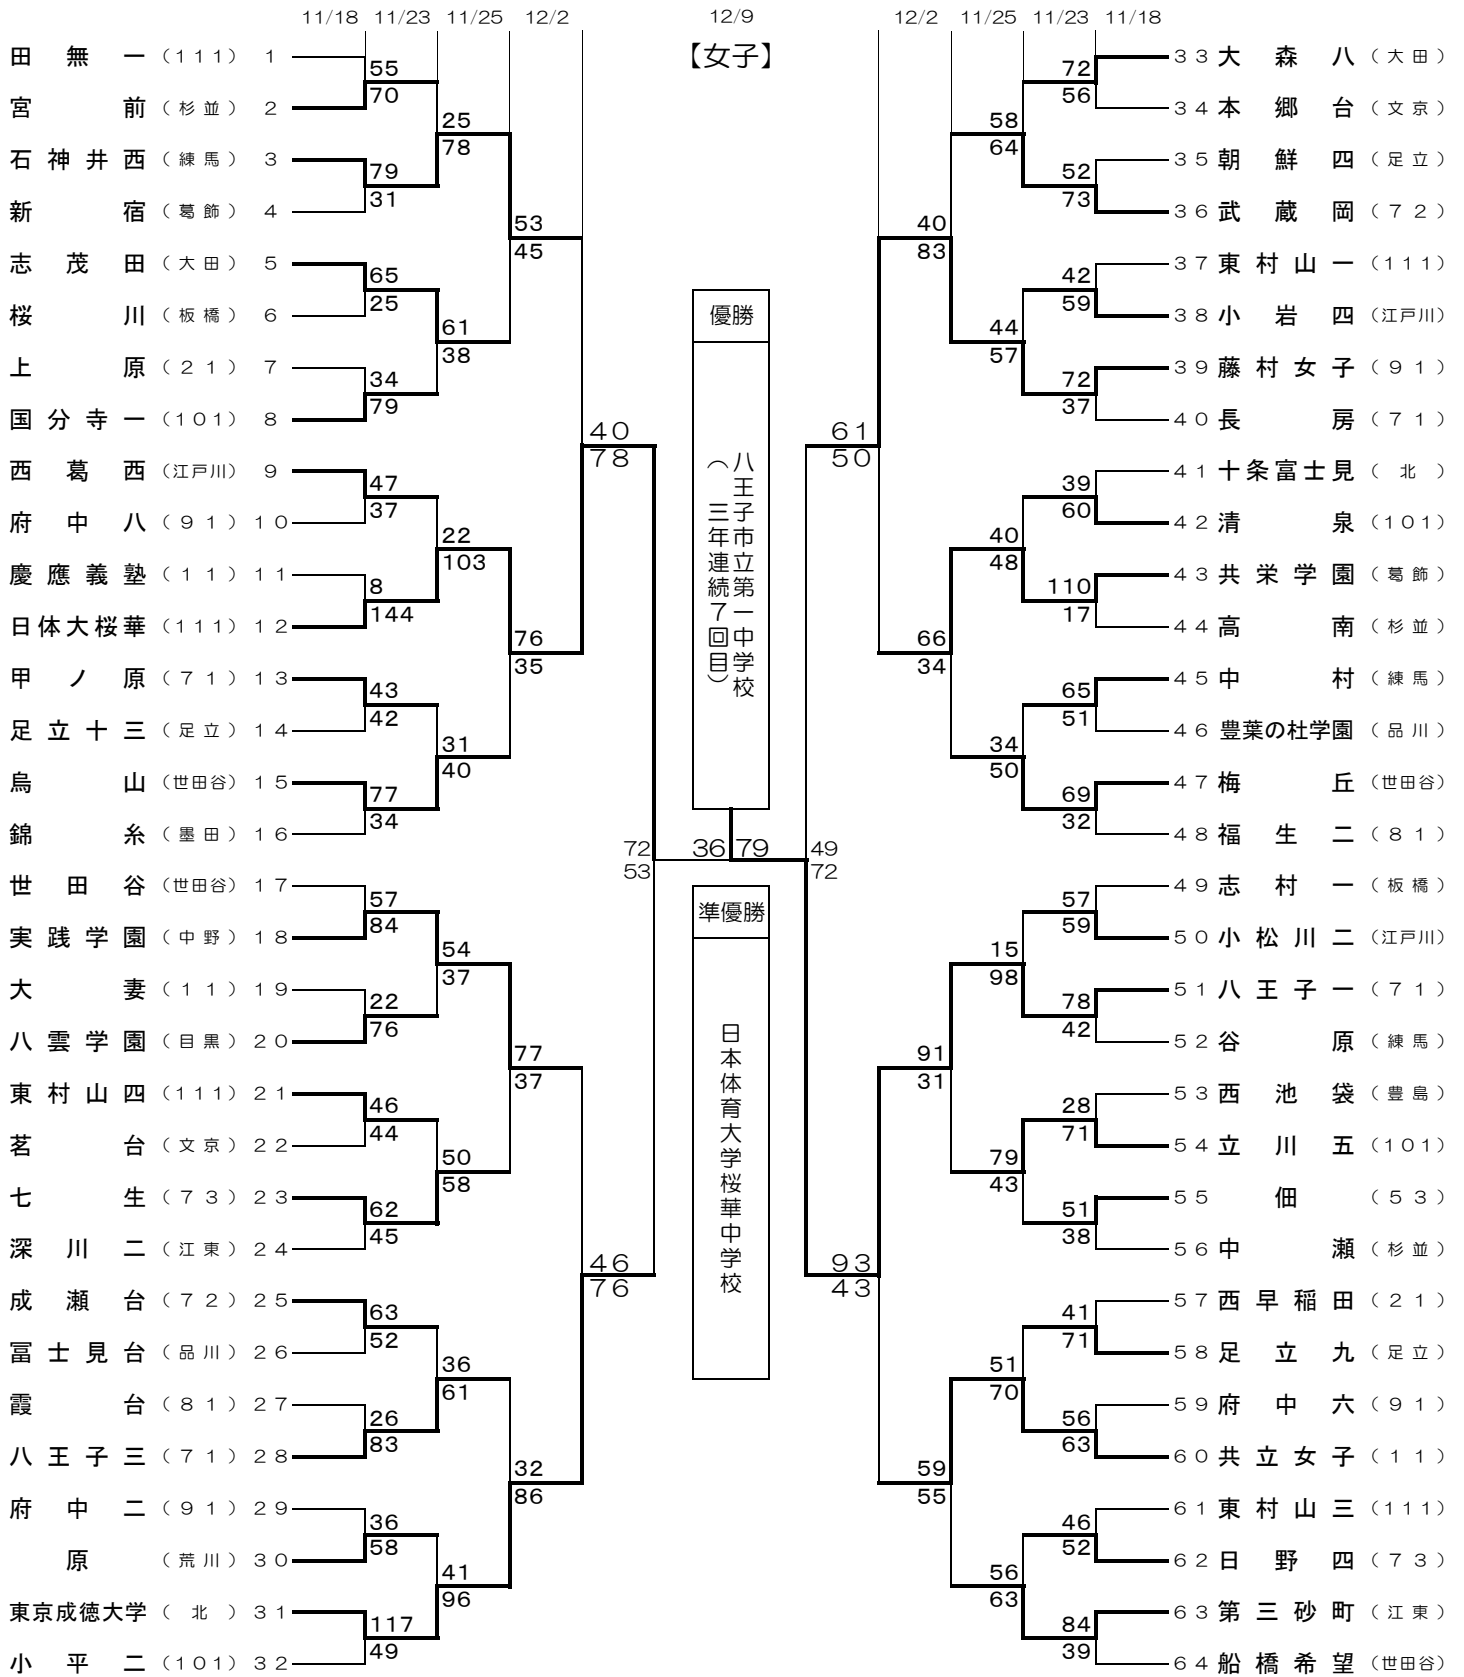 11/18 11/23 11/25 12/2 12/9 12/2 11/25 11/23 11/18
【女子】
田無一 (111) 1
宮前 (杉並) 2
石神井西 (練馬) 3
新宿 (葛飾) 4
志茂田 (大田) 5
桜川 (板橋) 6
上原 (21) 7
国分寺一 (101) 8
西葛西 (江戸川) 9
府中八 (91) 10
慶應義塾 (11) 11
日体大桜華 (111) 12
甲ノ原 (71) 13
足立十三 (足立) 14
烏山 (世田谷) 15
錦糸 (墨田) 16
世田谷 (世田谷) 17
実践学園 (中野) 18
大妻 (11) 19
八雲学園 (目黒) 20
東村山四 (111) 21
茗台 (文京) 22
七生 (73) 23
深川二 (江東) 24
成瀬台 (72) 25
冨士見台 (品川) 26
霞台 (81) 27
八王子三 (71) 28
府中二 (91) 29
原 (荒川) 30
東京成徳大学 (北) 31
小平二 (101) 32
55
70
79
31
65
25
34
79
47
37
8
144
43
42
77
34
57
84
22
76
46
44
62
45
63
52
26
83
36
58
117
49
25
78
61
38
22
103
31
40
54
37
50
58
36
61
41
96
53
45
76
35
77
37
32
86
40
78
46
76
72
53
優勝
八王子市立第一中学校
(三年連続7回目)
36 79
準優勝
日本体育大学桜華中学校
49
72
61
50
93
43
40
83
66
34
91
31
59
55
58
64
44
57
40
48
34
50
15
98
79
43
51
70
56
63
72
56
52
73
42
59
72
37
39
60
110
17
65
51
69
32
57
59
78
42
28
71
51
38
41
71
56
63
46
52
84
39
33 大森八 (大田)
34 本郷台 (文京)
35 朝鮮四 (足立)
36 武蔵岡 (72)
37 東村山一 (111)
38 小岩四 (江戸川)
39 藤村女子 (91)
40 長房 (71)
41 十条富士見 (北)
42 清泉 (101)
43 共栄学園 (葛飾)
44 高南 (杉並)
45 中村 (練馬)
46 豊葉の杜学園 (品川)
47 梅丘 (世田谷)
48 福生二 (81)
49 志村一 (板橋)
50 小松川二 (江戸川)
51 八王子一 (71)
52 谷原 (練馬)
53 西池袋 (豊島)
54 立川五 (101)
55 佃 (53)
56 中瀬 (杉並)
57 西早稲田 (21)
58 足立九 (足立)
59 府中六 (91)
60 共立女子 (11)
61 東村山三 (111)
62 日野四 (73)
63 第三砂町 (江東)
64 船橋希望 (世田谷)